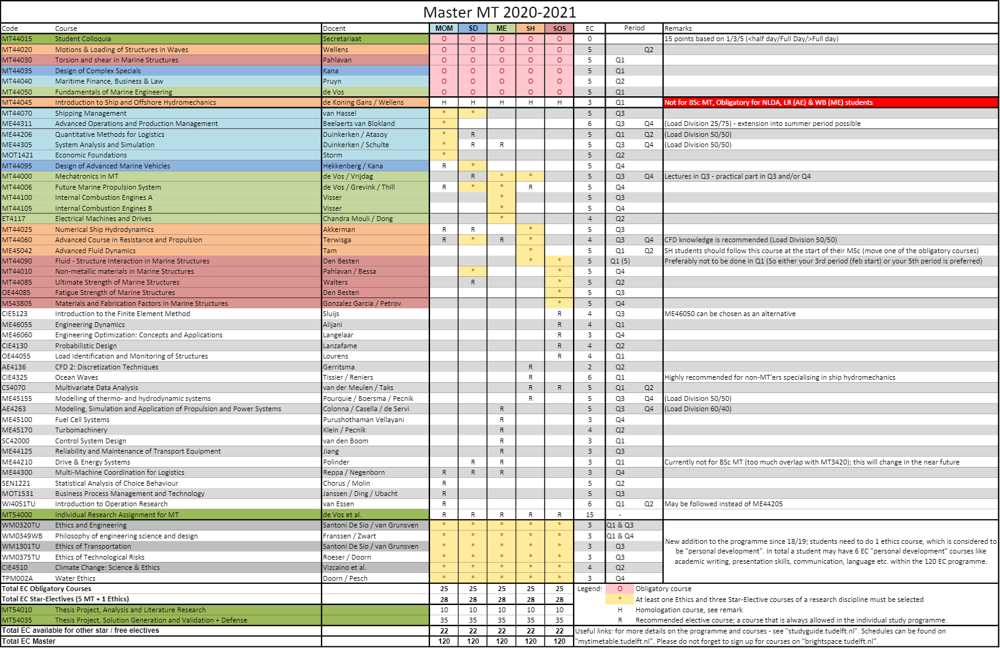 Master MT 2020-2021
Code Course Docent MOM SD ME SH SOS EC Period Remarks
MT44015 Student Colloquia Secretariaat O O O O O 0 15 points based on 1/3/5 (<half day/Full Day/>Full day)
MT44020 Motions & Loading of Structures in Waves Wellens O O O O O 5 Q2
MT44030 Torsion and shear in Marine Structures Pahlavan O O O O O 5 Q1
MT44035 Design of Complex Specials Kana O O O O O 5 Q1
MT44040 Maritime Finance, Business & Law Pruyn O O O O O 5 Q2
MT44050 Fundamentals of Marine Engineering de Vos O O O O O 5 Q1
MT44045 Introduction to Ship and Offshore Hydromechanics de Koning Gans / Wellens H H H H H 3 Q1 Not for BSc MT, Obligatory for NLDA, LR (AE) & WB (ME) students
MT44070 Shipping Management van Hassel * * 5 Q3
ME44311 Advanced Operations and Production Management Beelaerts van Blokland * 6 Q3 Q4 (Load Division 25/75) - extension into summer period possible
ME44206 Quantitative Methods for Logistics Duinkerken / Atasoy * R 5 Q1 Q2 (Load Division 50/50)
ME44305 System Analysis and Simulation Duinkerken / Schulte * R R 5 Q3 Q4 (Load Division 50/50)
MOT1421 Economic Foundations Storm * 5 Q2
MT44095 Design of Advanced Marine Vehicles Hekkenberg / Kana R * 5 Q4
MT44000 Mechatronics in MT de Vos / Vrijdag R * * 5 Q3 Q4 Lectures in Q3 - practical part in Q3 and/or Q4
MT44006 Future Marine Propulsion System de Vos / Grevink / Thill R * * R 5 Q4
MT44100 Internal Combustion Engines A Visser * 5 Q3
MT44105 Internal Combustion Engines B Visser * 5 Q4
ET4117 Electrical Machines and Drives Chandra Mouli / Dong * 4 Q2
MT44025 Numerical Ship Hydrodynamics Akkerman R R * 5 Q3
MT44060 Advanced Course in Resistance and Propulsion Terwisga R * R * 4 Q3 Q4 CFD knowledge is recommended (Load Division 50/50)
ME45042 Advanced Fluid Dynamics Tam * 5 Q1 Q2 SH students should follow this course at the start of their MSc (move one of the obligatory courses)
MT44090 Fluid - Structure Interaction in Marine Structures Den Besten * * 5 Q1 (5) Preferably not to be done in Q1 (So either your 3rd period (feb start) or your 5th period is preferred)
MT44010 Non-metallic materials in Marine Structures Pahlavan / Bessa * * 5 Q4
MT44085 Ultimate Strength of Marine Structures Walters R * 5 Q2
OE44085 Fatigue Strength of Marine Structures Den Besten * 5 Q3
MS43805 Materials and Fabrication Factors in Marine Structures Gonzalez Garcia / Petrov * 5 Q4
CIE5123 Introduction to the Finite Element Method Sluijs R 4 Q3 ME46050 can be chosen as an alternative
ME46055 Engineering Dynamics Alijani R 4 Q1
ME46060 Engineering Optimization: Concepts and Applications Langelaar R 3 Q4
CIE4130 Probabilistic Design Lanzafame R 4 Q2
OE44055 Load Identification and Monitoring of Structures Lourens R 4 Q1
AE4136 CFD 2: Discretization Techniques Gerritsma R 2 Q2
CIE4325 Ocean Waves Tissier / Reniers R 6 Q1 Highly recommended for non-MT'ers specialising in ship hydromechanics
CS4070 Multivariate Data Analysis van der Meulen / Taks R R 5 Q1 Q2
ME45155 Modelling of thermo- and hydrodynamic systems Pourquie / Boersma / Pecnik R 5 Q3 Q4 (Load Division 50/50)
AE4263 Modeling, Simulation and Application of Propulsion and Power Systems Colonna / Casella / de Servi R 5 Q3 Q4 (Load Division 60/40)
ME45100 Fuel Cell Systems Purushothaman Vellayani R 3 Q4
ME45170 Turbomachinery Klein / Pecnik R 4 Q2
SC42000 Control System Design van den Boom R 3 Q1
ME44125 Reliability and Maintenance of Transport Equipment Jiang R 3 Q3
ME44210 Drive & Energy Systems Polinder R R 3 Q1 Currently not for BSc MT (too much overlap with MT3420); this will change in the near future
ME44300 Multi-Machine Coordination for Logistics Reppa / Negenborn R R R 3 Q4
SEN1221 Statistical Analysis of Choice Behaviour Chorus / Molin R 5 Q2
MOT1531 Business Process Management and Technology Janssen / Ding / Ubacht R 5 Q3
WI4051TU Introduction to Operation Research van Essen R 6 Q1 Q2 May be followed instead of ME44205
MT54000 Individual Research Assignment for MT de Vos et al. R R R R R 15 -
WM0320TU Ethics and Engineering Santoni De Sio / van Grunsven * * * * * 3 Q1 & Q3
WM0349WB Philosophy of engineering science and design Franssen / Zwart * * * * * 3 Q1 & Q4
WM1301TU Ethics of Transportation Santoni De Sio / van Grunsven * * * * * 3 Q3
WM0375TU Ethics of Technological Risks Roeser / Doorn * * * * * 3 Q3
CIE4510 Climate Change: Science & Ethics Vizcaino et al. * * * * * 4 Q2
TPM002A Water Ethics Doorn / Pesch * * * * * 3 Q4
New addition to the programme since 18/19; students need to do 1 ethics course, which is considered to
be "personal development". In total a student may have 6 EC "personal development" courses like
academic writing, presentation skills, communication, language etc. within the 120 EC programme.
Total EC Obligatory Courses 25 25 25 25 25 Legend: O Obligatory course
Total EC Star-Electives (5 MT + 1 Ethics) 28 28 28 28 28 * At least one Ethics and three Star-Elective courses of a research discipline must be selected
MT54010 Thesis Project, Analysis and Literature Research 10 10 10 10 10 H Homologation course, see remark
MT54035 Thesis Project, Solution Generation and Validation + Defense 35 35 35 35 35 R Recommended elective course; a course that is always allowed in the individual study programme
Total EC available for other star / free electives 22 22 22 22 22 Useful links: for more details on the programme and courses - see "studyguide.tudelft.nl". Schedules can be found on
Total EC Master 120 120 120 120 120 "mytimetable.tudelft.nl". Please do not forget to sign up for courses on "brightspace.tudelft.nl".